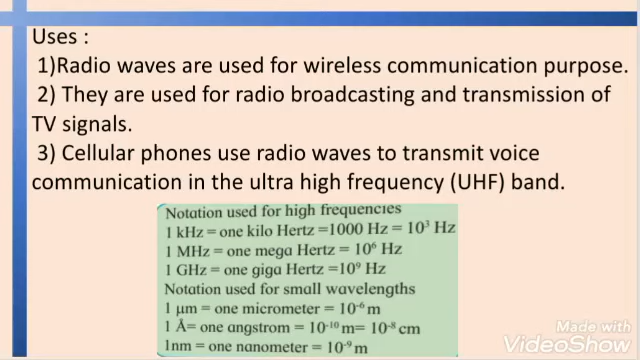 Uses :
1)Radio waves are used for wireless communication purpose.
2) They are used for radio broadcasting and transmission of
TV signals.
3) Cellular phones use radio waves to transmit voice
communication in the ultra high frequency (UHF) band.
Notation used for high frequencies
1 kHz = one kilo Hertz =1000 Hz = 10³ Hz
1 MHz = one mega Hertz = 10⁶ Hz
1 GHz = one giga Hertz =10⁹ Hz
Notation used for small wavelengths
1 μm = one micrometer = 10⁻⁶ m
1 Å= one angstrom = 10⁻¹⁰ m= 10⁻⁸ cm
1nm = one nanometer = 10⁻⁹ m
Made with
VideoShow